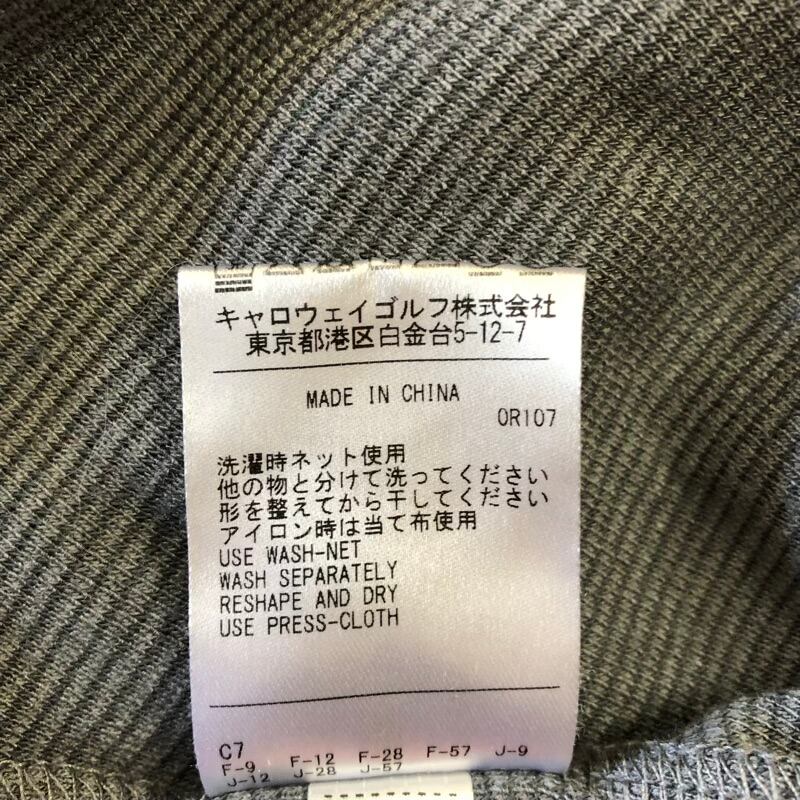 キャロウェイゴルフ株式会社
東京都港区白金台5-12-7
MADE IN CHINA
OR107
洗濯時ネット使用
他の物と分けて洗ってください
形を整えてから干してください
アイロン時は当て布使用
USE WASH-NET
WASH SEPARATELY
RESHAPE AND DRY
USE PRESS-CLOTH
C7
F-9 F-12 F-28 F-57 J-9
J-12 J-28 J-57